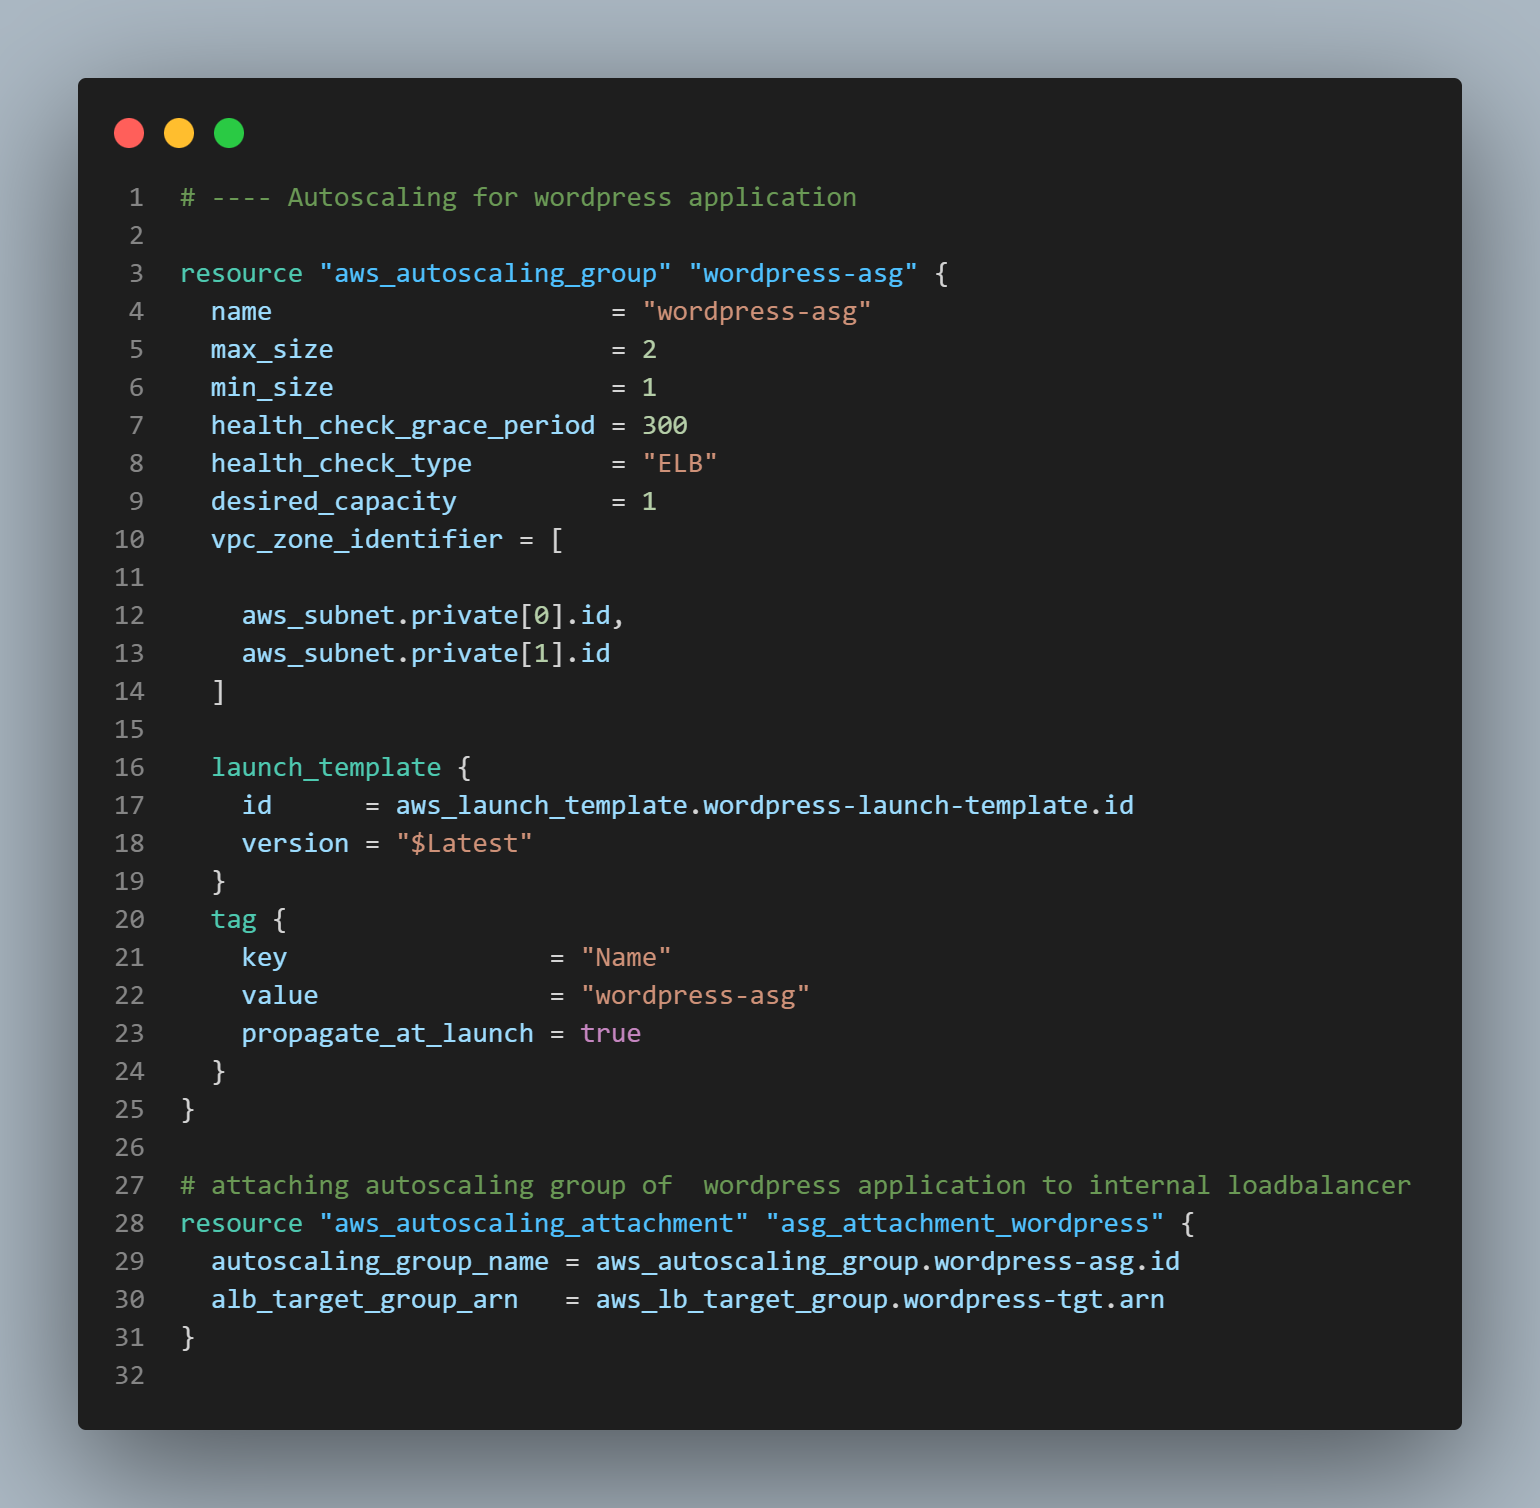 1 # ---- Autoscaling for wordpress application
2
3 resource "aws_autoscaling_group" "wordpress-asg" {
4   name                      = "wordpress-asg"
5   max_size                  = 2
6   min_size                  = 1
7   health_check_grace_period = 300
8   health_check_type         = "ELB"
9   desired_capacity          = 1
10   vpc_zone_identifier = [
11
12     aws_subnet.private[0].id,
13     aws_subnet.private[1].id
14   ]
15
16   launch_template {
17     id      = aws_launch_template.wordpress-launch-template.id
18     version = "$Latest"
19   }
20   tag {
21     key                 = "Name"
22     value               = "wordpress-asg"
23     propagate_at_launch = true
24   }
25 }
26
27 # attaching autoscaling group of  wordpress application to internal loadbalancer
28 resource "aws_autoscaling_attachment" "asg_attachment_wordpress" {
29   autoscaling_group_name = aws_autoscaling_group.wordpress-asg.id
30   alb_target_group_arn   = aws_lb_target_group.wordpress-tgt.arn
31 }
32